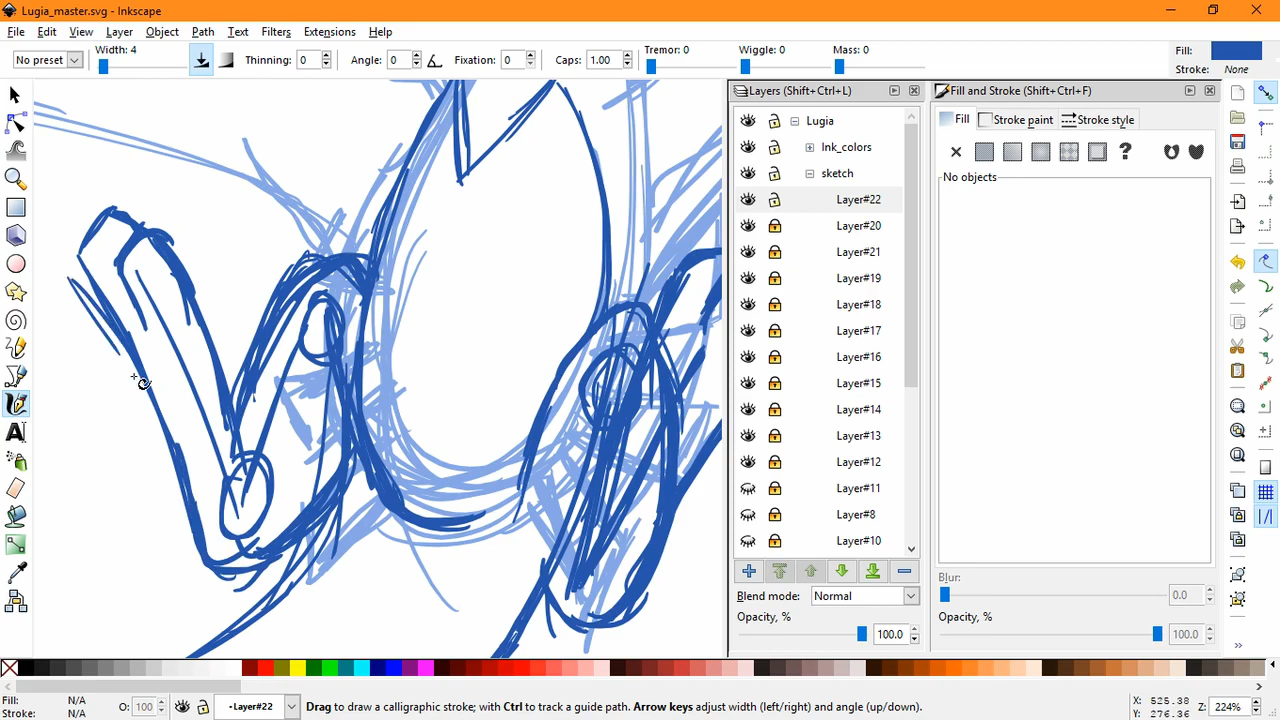 Lugia_master.svg - Inkscape
File Edit View Layer Object Path Text Filters Extensions Help
No preset Width: 4 Thinning: 0 Angle: 0 Fixation: 0 Caps: 1.00 Tremor: 0 Wiggle: 0 Mass: 0 Fill:
Stroke: None
Layers (Shift+Ctrl+L)
Lugia
Ink_colors
sketch
Layer#22
Layer#20
Layer#21
Layer#19
Layer#18
Layer#17
Layer#16
Layer#15
Layer#14
Layer#13
Layer#12
Layer#11
Layer#8
Layer#10
Blend mode: Normal
Opacity, %
100.0
Fill and Stroke (Shift+Ctrl+F)
Fill Stroke paint Stroke style
?
No objects
Blur:
0.0
Opacity, %
100.0
Fill: N/A
Stroke: N/A
O: 100
·Layer#22
Drag to draw a calligraphic stroke; with Ctrl to track a guide path. Arrow keys adjust width (left/right) and angle (up/down).
X: 525.38
Y: 276.36
Z: 224%